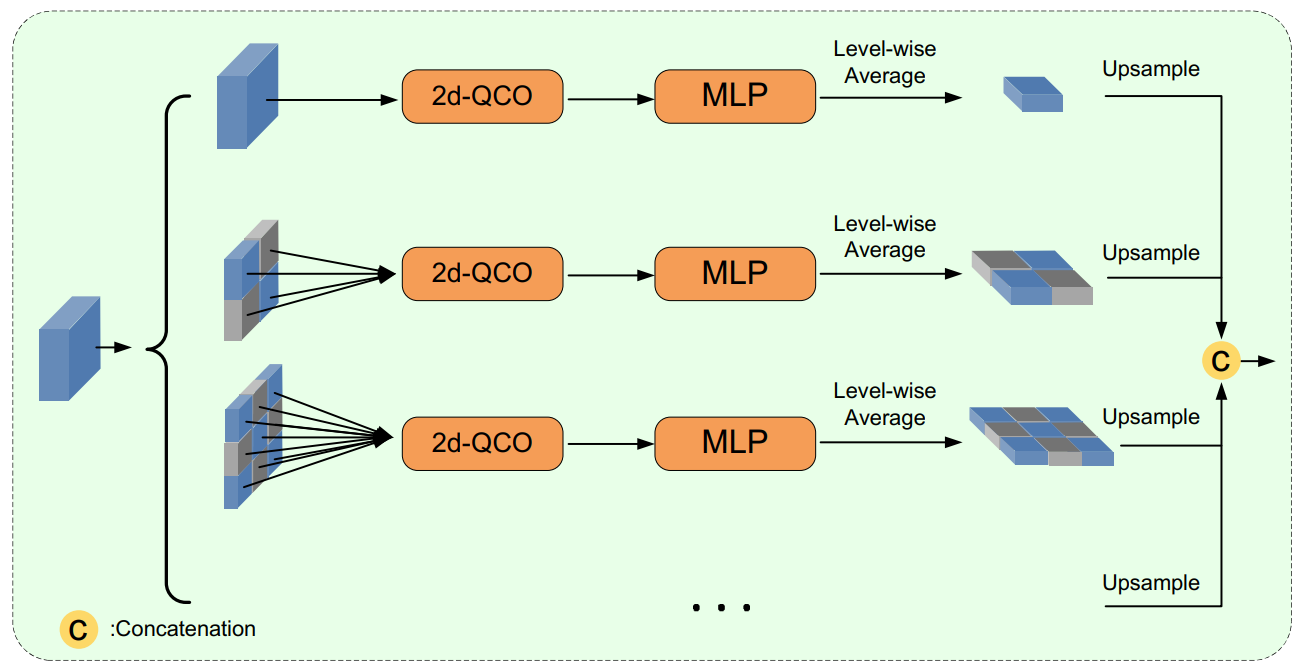 Level-wise
Average
Upsample
2d-QCO
MLP
Level-wise
Average
Upsample
2d-QCO
MLP
C
Level-wise
Average
Upsample
2d-QCO
MLP
Upsample
. . .
C :Concatenation